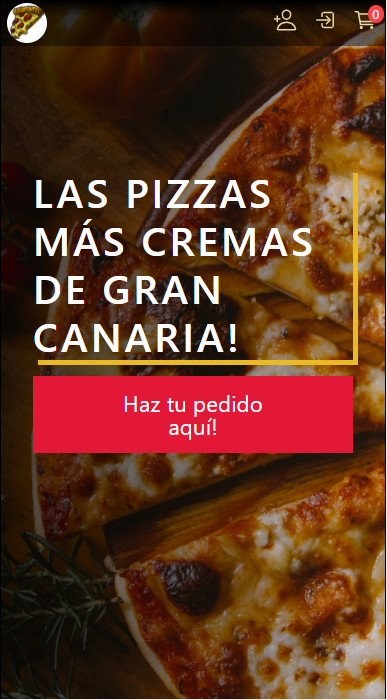 0
LAS PIZZAS
MÁS CREMAS
DE GRAN
CANARIA!
Haz tu pedido
aquí!